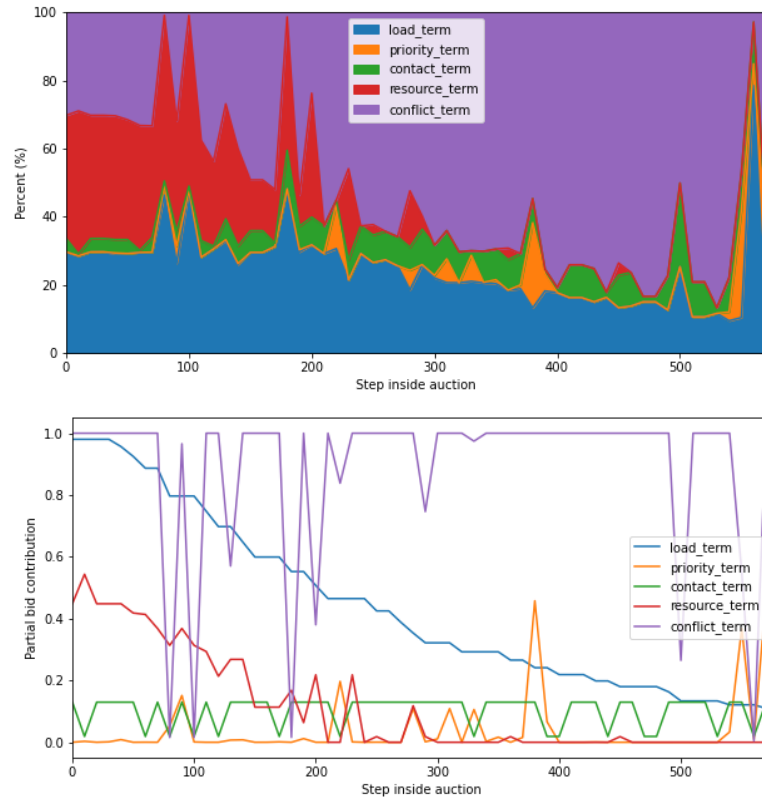 100
80
60
40
20
0
Percent (%)
load_term
priority_term
contact_term
resource_term
conflict_term
0 100 200 300 400 500
Step inside auction
1.0
0.8
0.6
0.4
0.2
0.0
Partial bid contribution
load_term
priority_term
contact_term
resource_term
conflict_term
0 100 200 300 400 500
Step inside auction